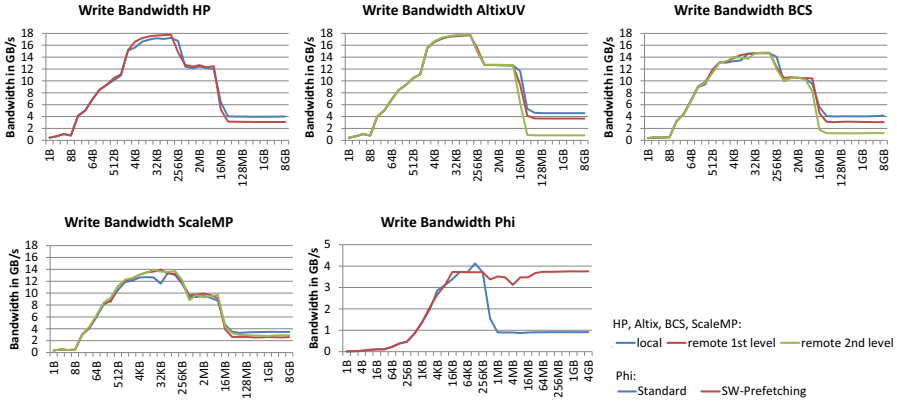 Write Bandwidth HP
Bandwidth in GB/s
18
16
14
12
10
8
6
4
2
0
1B
8B
64B
512B
4KB
32KB
256KB
2MB
16MB
128MB
1GB
8GB
Write Bandwidth AltixUV
Bandwidth in GB/s
18
16
14
12
10
8
6
4
2
0
1B
8B
64B
512B
4KB
32KB
256KB
2MB
16MB
128MB
1GB
8GB
Write Bandwidth BCS
Bandwidth in GB/s
18
16
14
12
10
8
6
4
2
0
1B
8B
64B
512B
4KB
32KB
256KB
2MB
16MB
128MB
1GB
8GB
Write Bandwidth ScaleMP
Bandwidth in GB/s
18
16
14
12
10
8
6
4
2
0
1B
8B
64B
512B
4KB
32KB
256KB
2MB
16MB
128MB
1GB
8GB
Write Bandwidth Phi
Bandwidth in GB/s
5
4
3
2
1
0
1B
4B
16B
64B
256B
1KB
4KB
16KB
64KB
256KB
1MB
4MB
16MB
64MB
256MB
1GB
4GB
HP, Altix, BCS, ScaleMP:
local remote 1st level remote 2nd level
Phi:
Standard SW-Prefetching